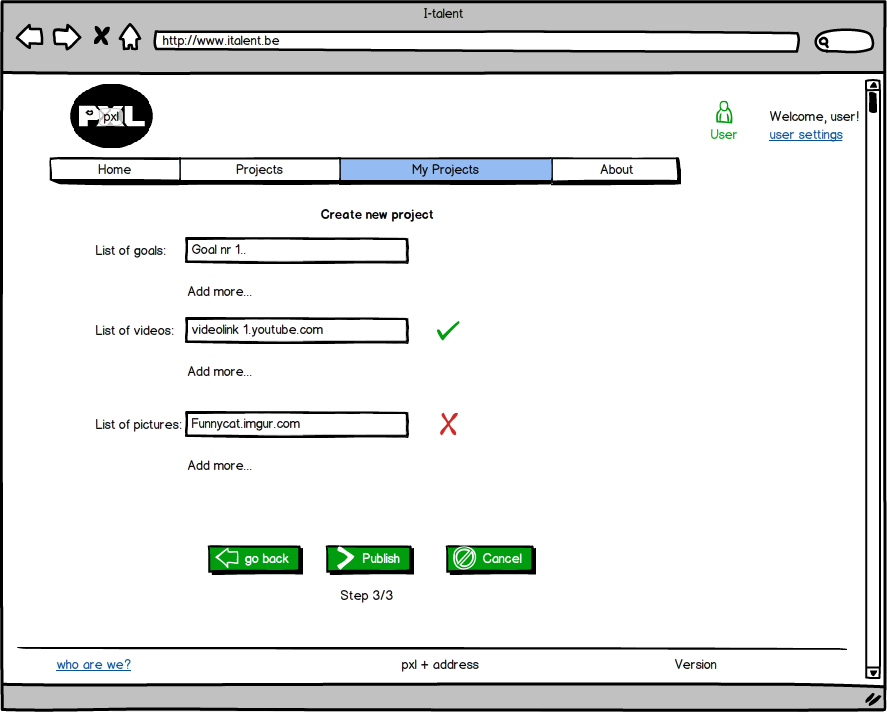 I-talent
http://www.italent.be
PXL
pxl
Welcome, user!
User
user settings
Home
Projects
My Projects
About
Create new project
List of goals:
Goal nr 1..
Add more...
List of videos:
videolink 1.youtube.com
Add more...
List of pictures:
Funnycat.imgur.com
Add more...
go back
Publish
Cancel
Step 3/3
who are we?
pxl + address
Version